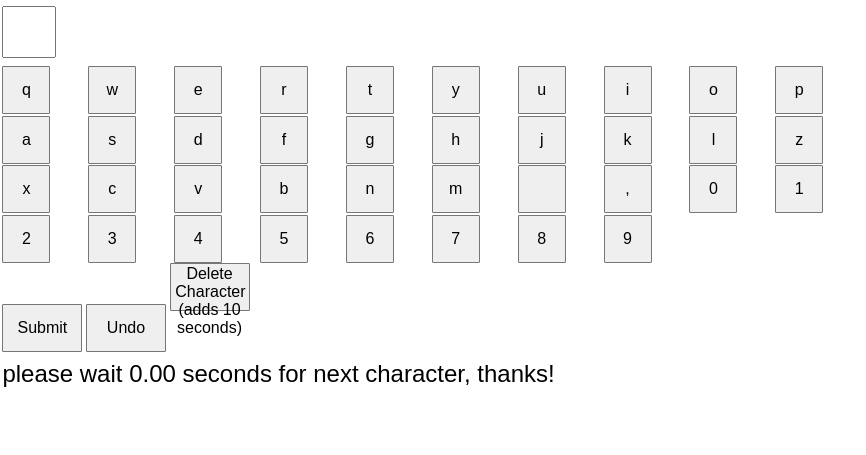 q w e r t y u i o p
a s d f g h j k l z
x c v b n m , 0 1
2 3 4 5 6 7 8 9
Delete
Character
(adds 10
seconds)
Submit Undo
please wait 0.00 seconds for next character, thanks!